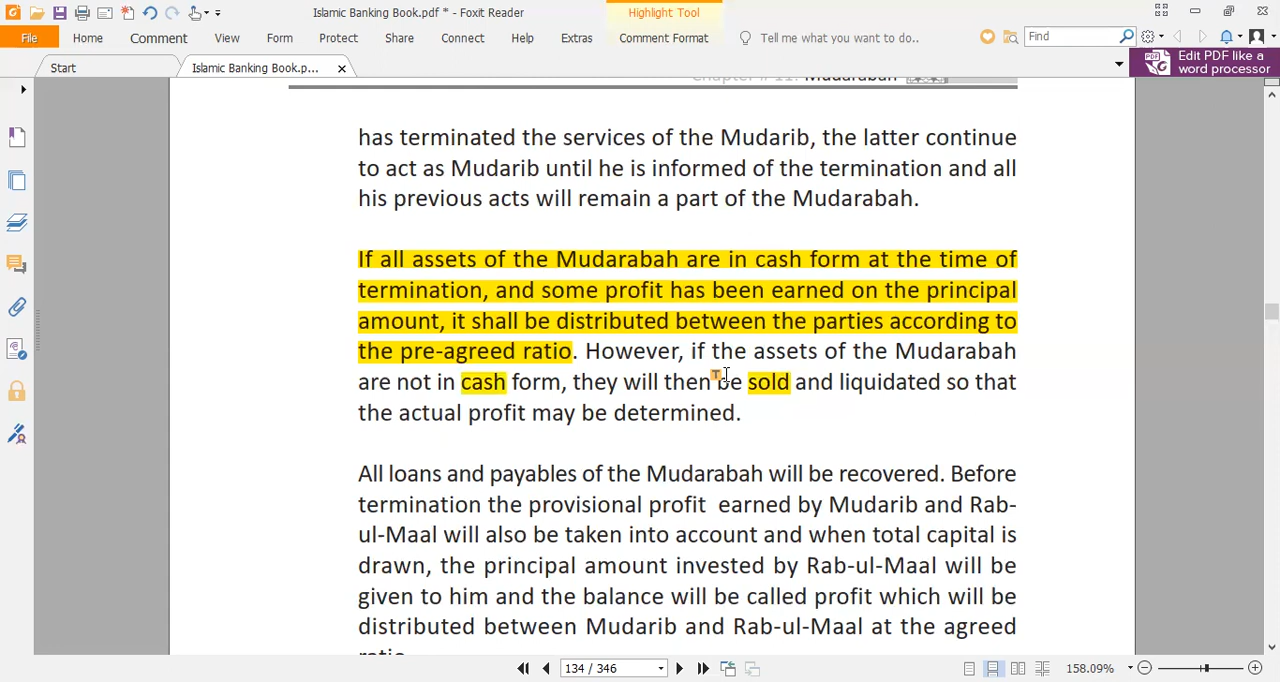 Islamic Banking Book.pdf * - Foxit Reader
Highlight Tool
File Home Comment View Form Protect Share Connect Help Extras Comment Format Tell me what you want to do.. Find
Start Islamic Banking Book.p...
Edit PDF like a
word processor
Chapter # 11: Mudarabah
has terminated the services of the Mudarib, the latter continue
to act as Mudarib until he is informed of the termination and all
his previous acts will remain a part of the Mudarabah.
If all assets of the Mudarabah are in cash form at the time of
termination, and some profit has been earned on the principal
amount, it shall be distributed between the parties according to
the pre-agreed ratio. However, if the assets of the Mudarabah
are not in cash form, they will then be sold and liquidated so that
the actual profit may be determined.
All loans and payables of the Mudarabah will be recovered. Before
termination the provisional profit earned by Mudarib and Rab-
ul-Maal will also be taken into account and when total capital is
drawn, the principal amount invested by Rab-ul-Maal will be
given to him and the balance will be called profit which will be
distributed between Mudarib and Rab-ul-Maal at the agreed
ratio
134 / 346
158.09%